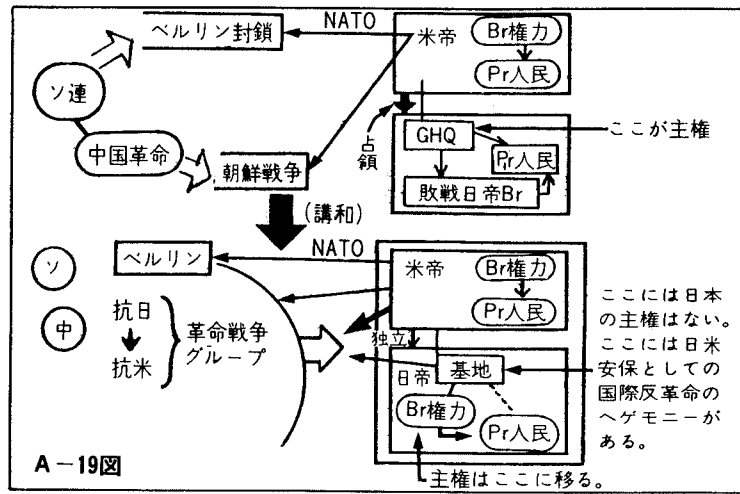 ベルリン封鎖
NATO
米帝
Br権力
Pr人民
ソ連
中国革命
朝鮮戦争
占領
GHQ
ここが主権
Pr人民
敗戦日帝Br
(講和)
ソ
ベルリン
NATO
米帝
Br権力
Pr人民
中
抗日
抗米
革命戦争
グループ
独立
日帝
基地
Br権力
Pr人民
ここには日本
の主権はない。
ここには日米
安保としての
国際反革命の
ヘゲモニーが
ある。
主権はここに移る。
A-19図